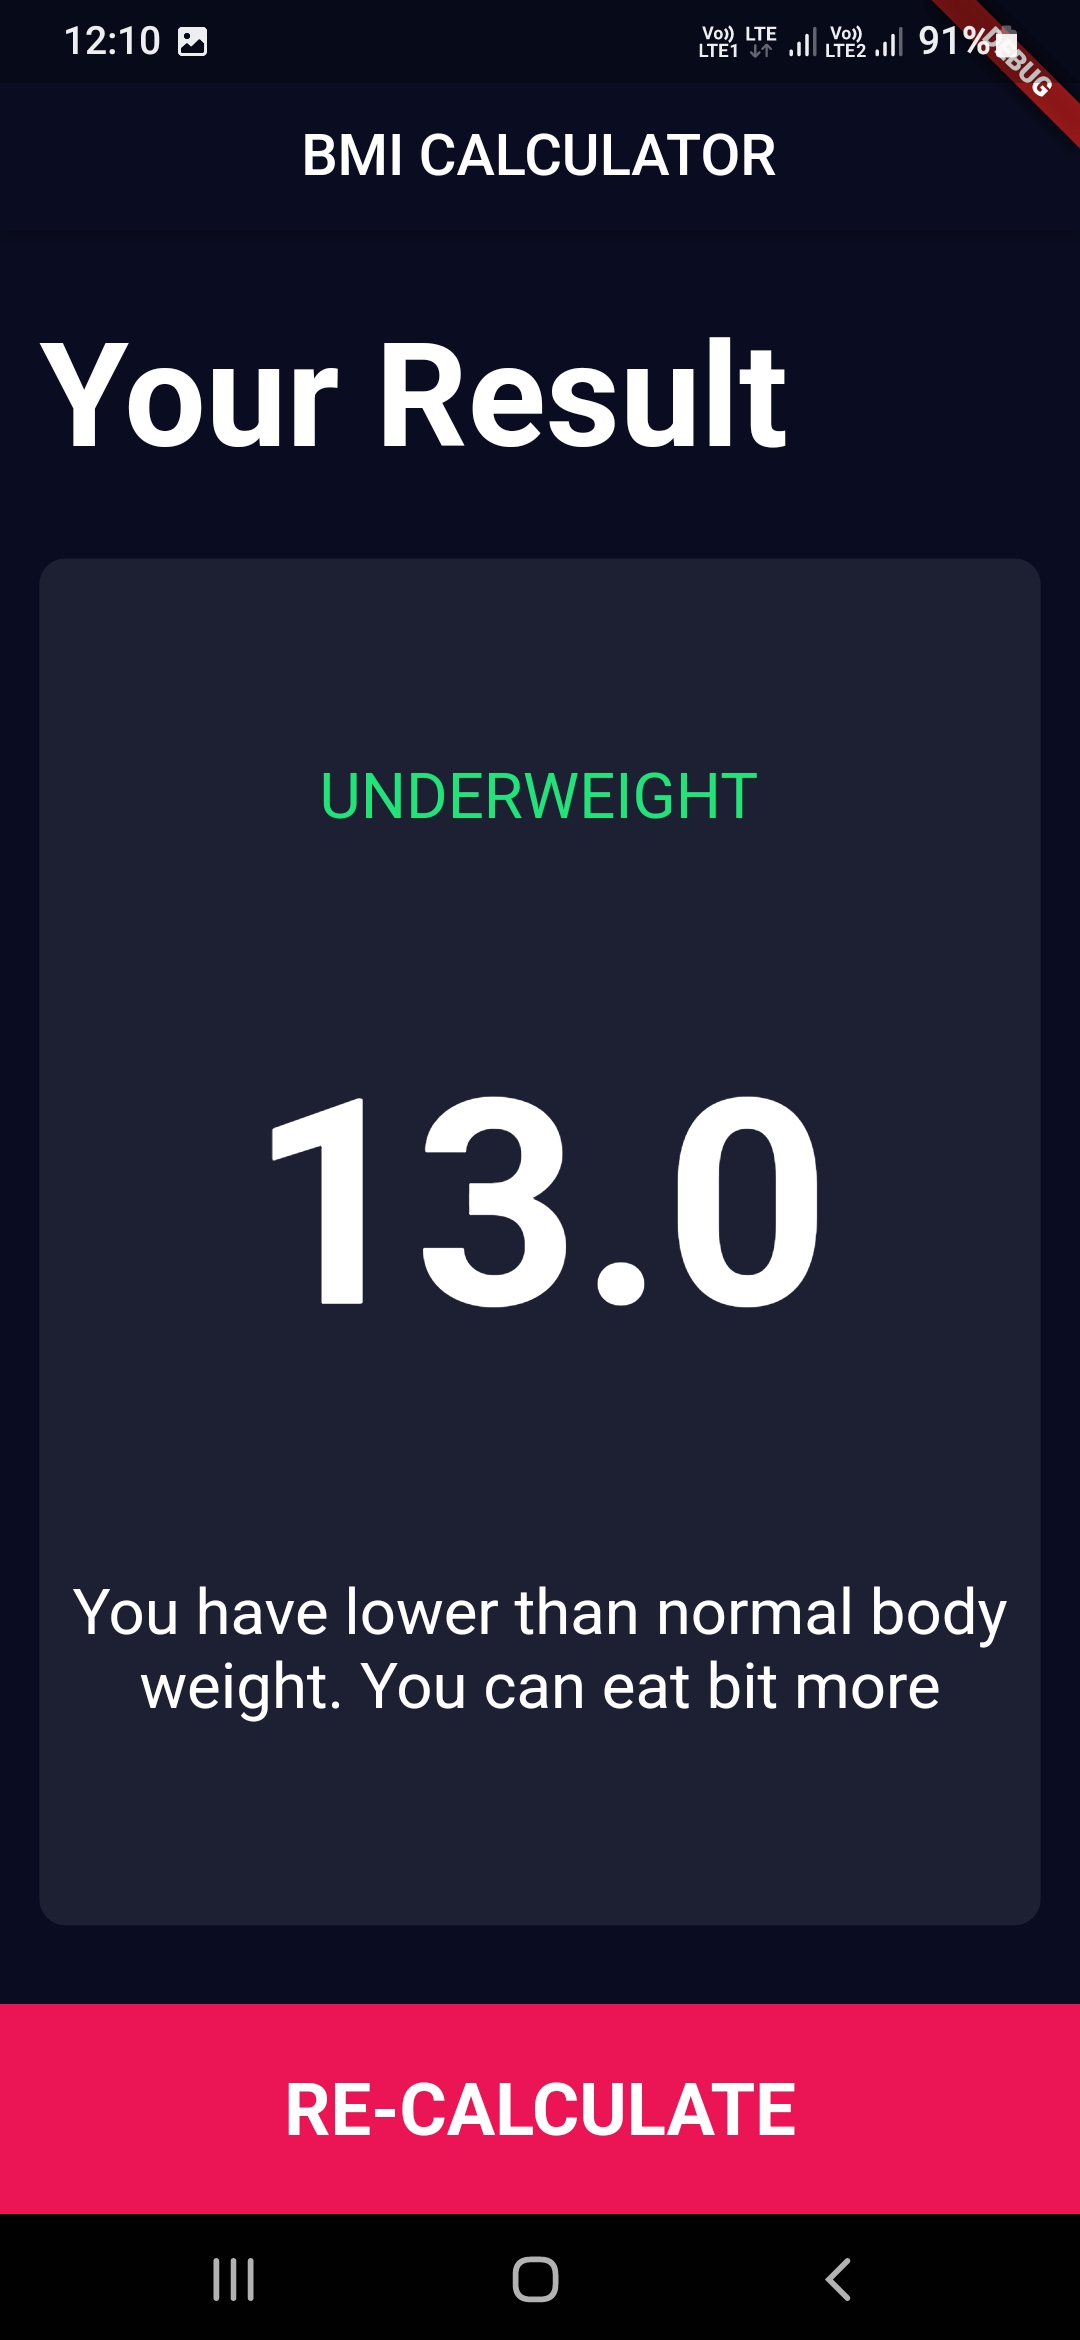 12:10
Vo)) LTE
LTE1
Vo))
LTE2
91%
DEBUG
BMI CALCULATOR
Your Result
UNDERWEIGHT
13.0
You have lower than normal body
weight. You can eat bit more
RE-CALCULATE